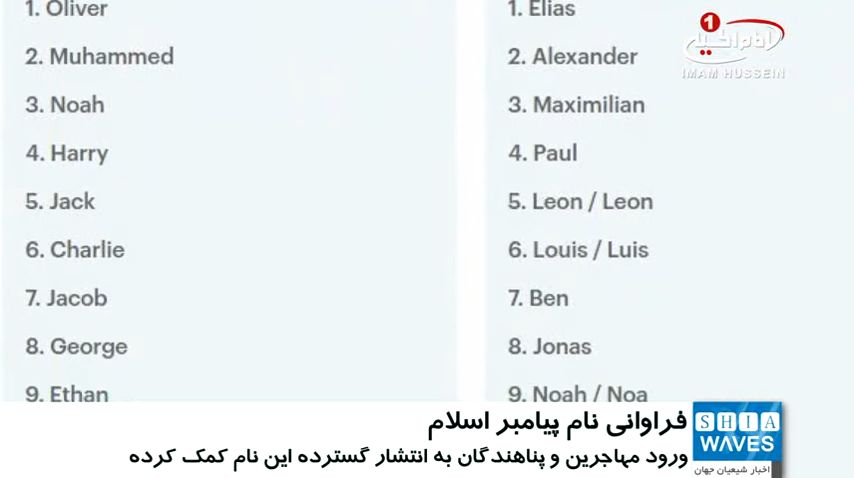 1. Oliver
2. Muhammed
3. Noah
4. Harry
5. Jack
6. Charlie
7. Jacob
8. George
9. Ethan
1. Elias
2. Alexander
3. Maximilian
4. Paul
5. Leon / Leon
6. Louis / Luis
7. Ben
8. Jonas
9. Noah / Noa
1
IMAM HUSSEIN
فراوانی نام پیامبر اسلام
ورود مهاجرین و پناهندگان به انتشار گسترده این نام کمک کرده
SHIA
WAVES
اخبار شیعیان جهان